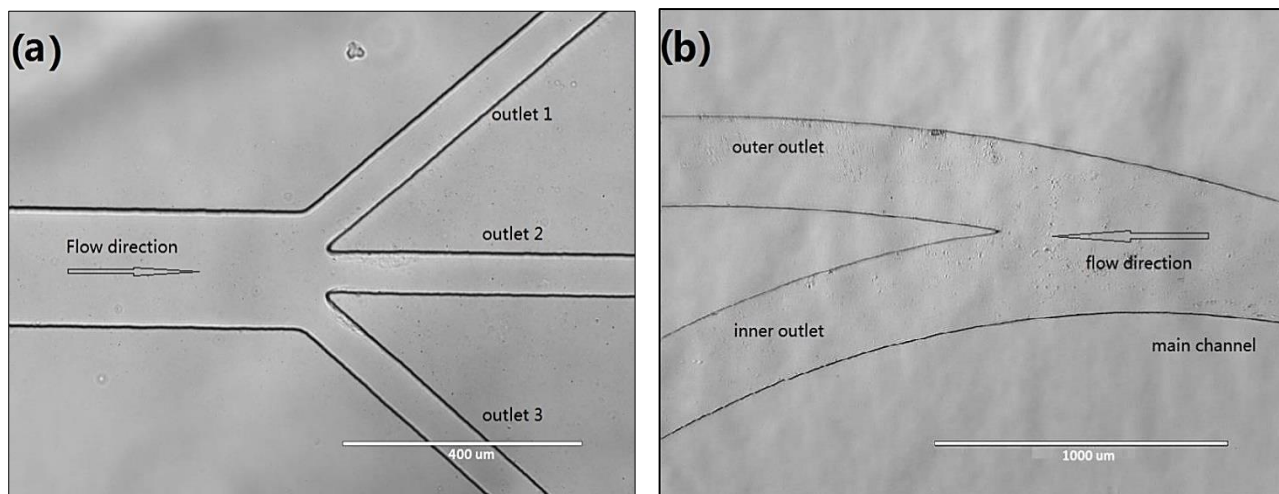 (a)
outlet 1
outlet 2
Flow direction
outlet 3
400 um
(b)
outer outlet
flow direction
inner outlet
main channel
1000 um